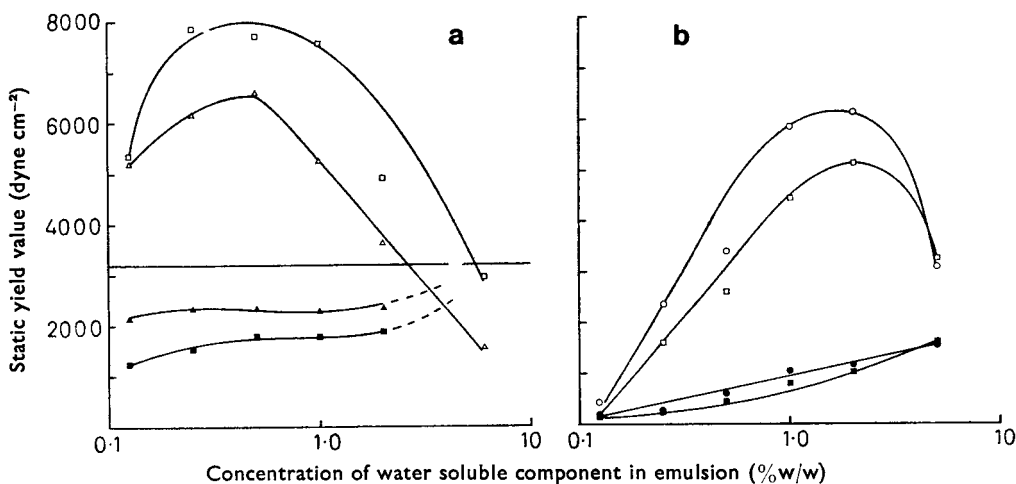 8000
6000
4000
2000
Static yield value (dyne cm⁻²)
a
b
0·1
1·0
10
0·1
1·0
10
Concentration of water soluble component in emulsion (%w/w)